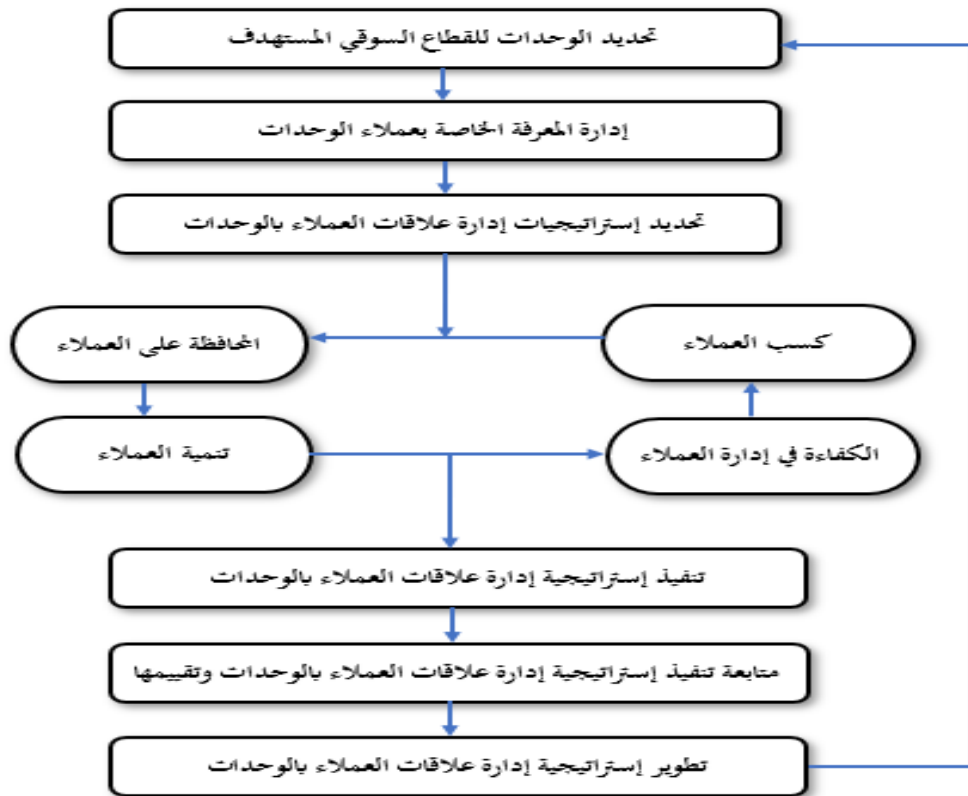 تحديد الوحدات للقطاع السوقي المستهدف
إدارة المعرفة الخاصة بعملاء الوحدات
تحديد إستراتيجيات إدارة علاقات العملاء بالوحدات
كسب العملاء
المحافظة على العملاء
الكفاءة في إدارة العملاء
تنمية العملاء
تنفيذ إستراتيجية إدارة علاقات العملاء بالوحدات
متابعة تنفيذ إستراتيجية إدارة علاقات العملاء بالوحدات وتقييمها
تطوير إستراتيجية إدارة علاقات العملاء بالوحدات